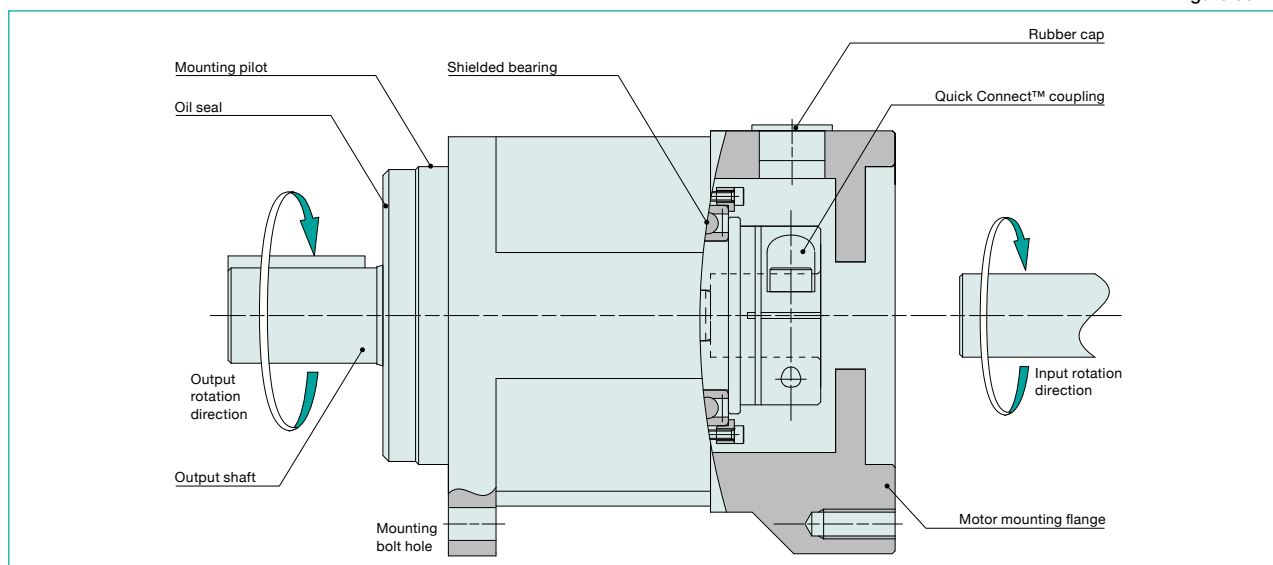 Rubber cap
Mounting pilot
Shielded bearing
Quick Connect™ coupling
Oil seal
Output
rotation
direction
Input rotation
direction
Output shaft
Mounting
bolt hole
Motor mounting flange